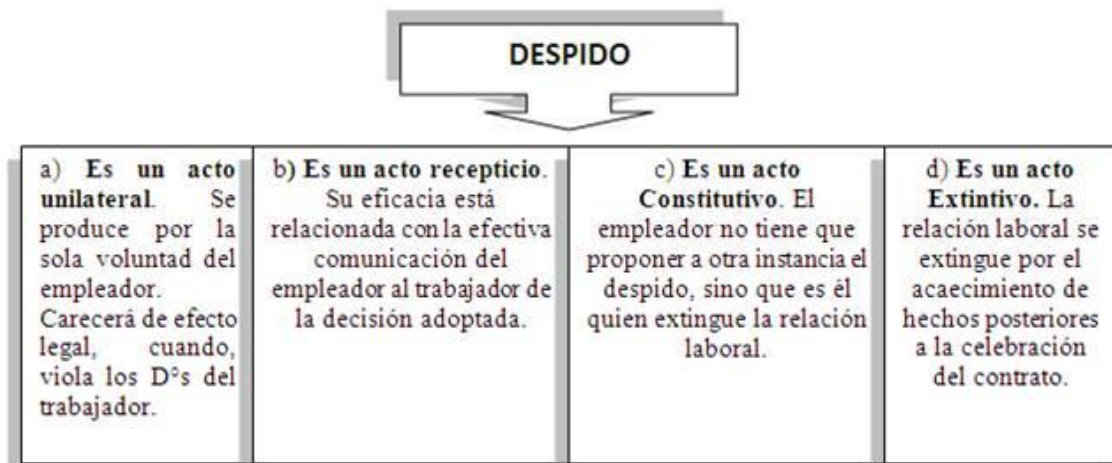 DESPIDO
a) Es un acto
unilateral. Se
produce por la
sola voluntad del
empleador.
Carecerá de efecto
legal, cuando,
viola los D°s del
trabajador.
b) Es un acto recepticio.
Su eficacia está
relacionada con la efectiva
comunicación del
empleador al trabajador de
la decisión adoptada.
c) Es un acto
Constitutivo. El
empleador no tiene que
proponer a otra instancia el
despido, sino que es él
quien extingue la relación
laboral.
d) Es un acto
Extintivo. La
relación laboral se
extingue por el
acaecimiento de
hechos posteriores
a la celebración
del contrato.